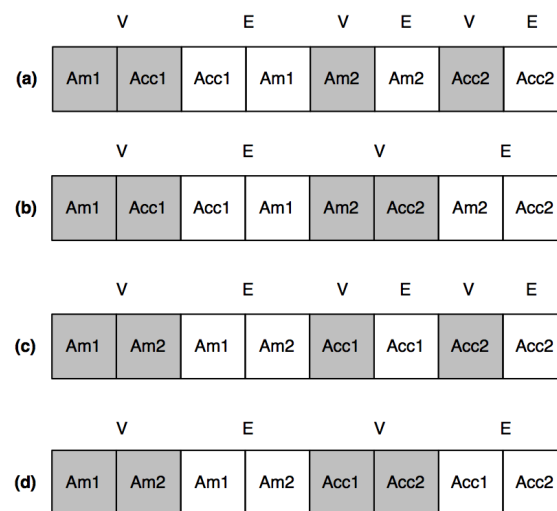 V E V E V E
(a) Am1 Acc1 Acc1 Am1 Am2 Am2 Acc2 Acc2
V E V E
(b) Am1 Acc1 Acc1 Am1 Am2 Acc2 Am2 Acc2
V E V E V E
(c) Am1 Am2 Am1 Am2 Acc1 Acc1 Acc2 Acc2
V E V E
(d) Am1 Am2 Am1 Am2 Acc1 Acc2 Acc1 Acc2